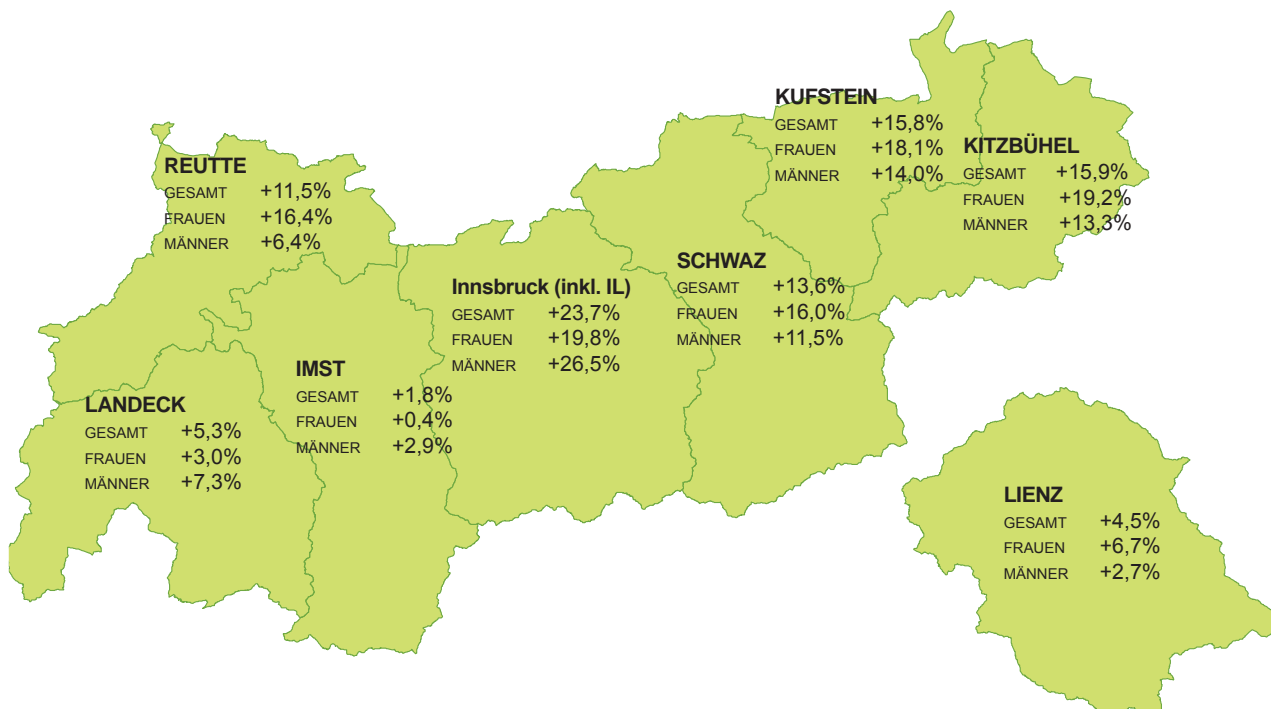 KUFSTEIN
GESAMT +15,8%
FRAUEN +18,1%
MÄNNER +14,0%
KITZBÜHEL
GESAMT +15,9%
FRAUEN +19,2%
MÄNNER +13,3%
REUTTE
GESAMT +11,5%
FRAUEN +16,4%
MÄNNER +6,4%
SCHWAZ
GESAMT +13,6%
FRAUEN +16,0%
MÄNNER +11,5%
Innsbruck (inkl. IL)
GESAMT +23,7%
FRAUEN +19,8%
MÄNNER +26,5%
IMST
GESAMT +1,8%
FRAUEN +0,4%
MÄNNER +2,9%
LANDECK
GESAMT +5,3%
FRAUEN +3,0%
MÄNNER +7,3%
LIENZ
GESAMT +4,5%
FRAUEN +6,7%
MÄNNER +2,7%